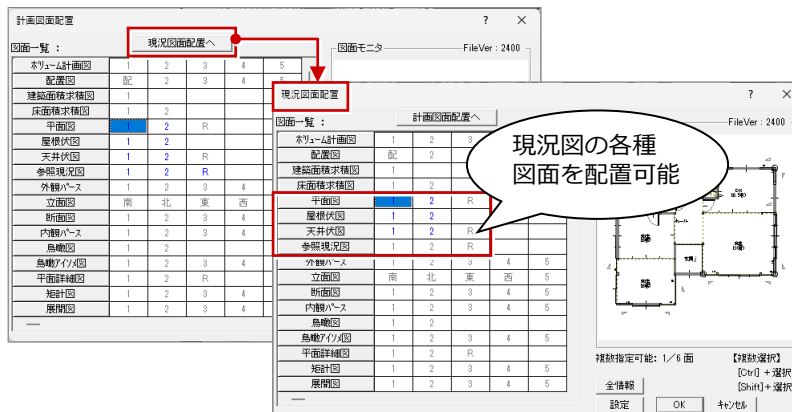 計画図面配置 ? ×
現況図面配置へ
図面一覧 : 図面モニタ FileVer : 2400
ボリューム計画図 1 2 3 4 5
配置図 配 2 3 4 5
建築面積求積図 1
床面積求積図 1 2
平面図 1 2 R
屋根伏図 1 2
天井伏図 1 2 R
参照現況図 1 2 R
外観パース 1 2 3 4
立面図 南 北 東 西
断面図 1 2 3 4
内観パース 1 2 3 4
鳥瞰図 1 2
鳥瞰アイソメ図 1 2 3 4
平面詳細図 1 2 R
矩計図 1 2 3 4
展開図 1 2 3 4
現況図面配置 ? ×
計画図面配置へ
図面一覧 : FileVer : 2400
ボリューム計画図 1 2 3
配置図 配 2
建築面積求積図 1
床面積求積図 1 2
平面図 1 2 R
屋根伏図 1 2
天井伏図 1 2 R
参照現況図 1 2 R
外観パース 1 2 3 4 5
立面図 南 北 東 西 5
断面図 1 2 3 4 5
内観パース 1 2 3 4 5
鳥瞰図 1 2
鳥瞰アイソメ図 1 2 3 4 5
平面詳細図 1 2 R
矩計図 1 2 3 4 5
展開図 1 2 3 4 5
現況図の各種
図面を配置可能
複数指定可能: 1/6 面 【複数選択】
[Ctrl] + 選択
[Shift]+ 選択
全情報
設定 OK キャンセル